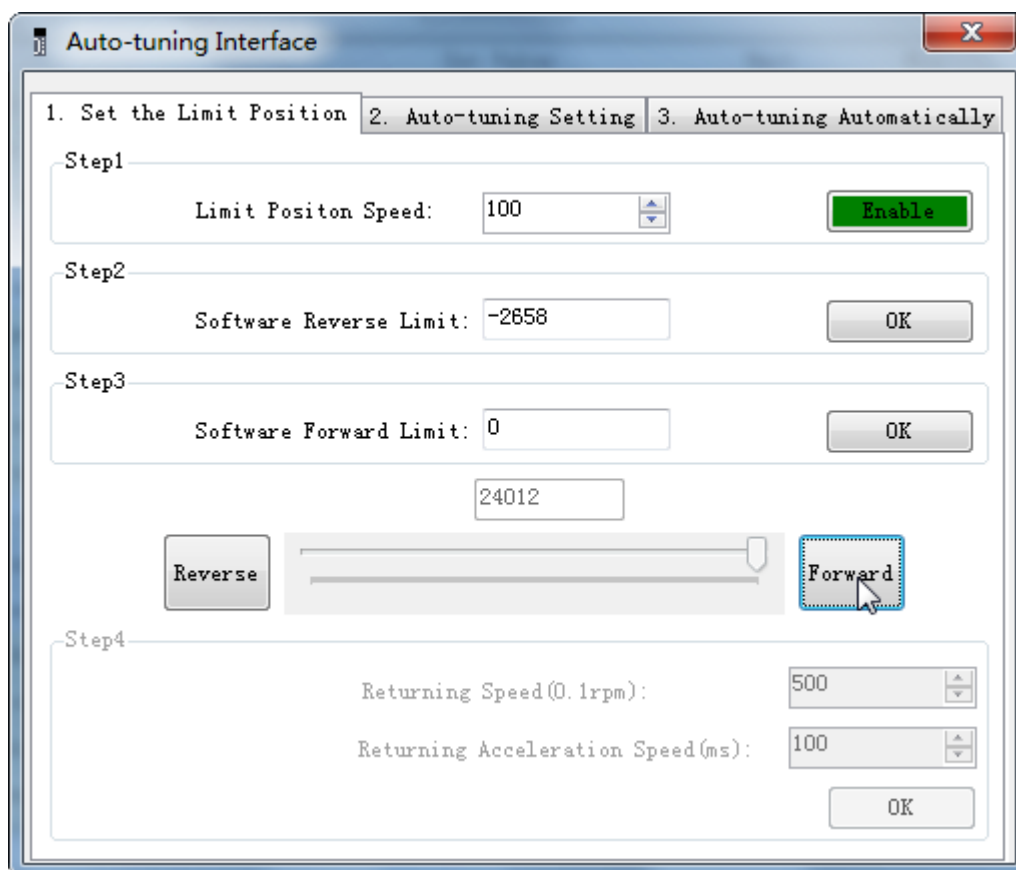 Auto-tuning Interface
1. Set the Limit Position 2. Auto-tuning Setting 3. Auto-tuning Automatically
Step1
Limit Positon Speed: 100 Enable
Step2
Software Reverse Limit: -2658 OK
Step3
Software Forward Limit: 0 OK
24012
Reverse Forward
Step4
Returning Speed(0.1rpm): 500
Returning Acceleration Speed(ms): 100
OK